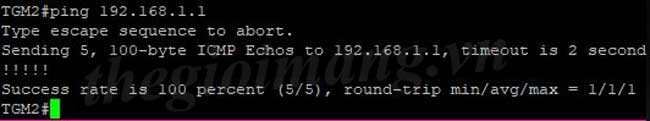 TGM2#ping 192.168.1.1
Type escape sequence to abort.
Sending 5, 100-byte ICMP Echos to 192.168.1.1, timeout is 2 second
!!!!!
Success rate is 100 percent (5/5), round-trip min/avg/max = 1/1/1
TGM2#
thegioimang.vn